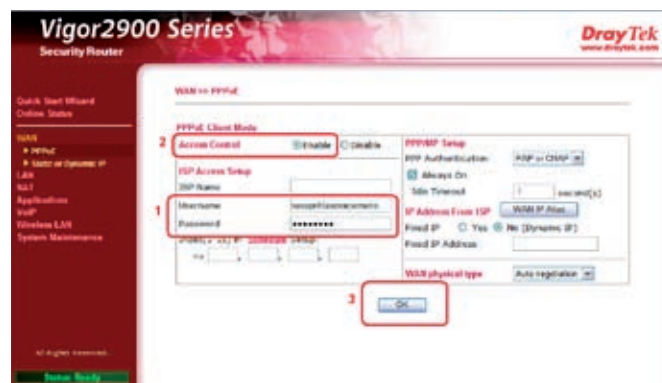 Vigor2900 Series
Security Router
DrayTek
www.draytek.com
Quick Start Wizard
Online Status
WAN
PPPoE
Static or Dynamic IP
LAN
NAT
Applications
VoIP
Wireless LAN
System Maintenance
All Rights Reserved.
Status: Ready
WAN >> PPPoE
PPPoE Client Mode
2
Access Control Enable Disable
ISP Access Setup
ISP Name
1
Username
Password ••••••••
Schedule Setup
=>
PPP/MP Setup
PPP Authentication PAP or CHAP
Always On
Idle Timeout -1 second(s)
IP Address From ISP WAN IP Alias
Fixed IP Yes No (Dynamic IP)
Fixed IP Address
WAN physical type Auto negotiation
3
OK